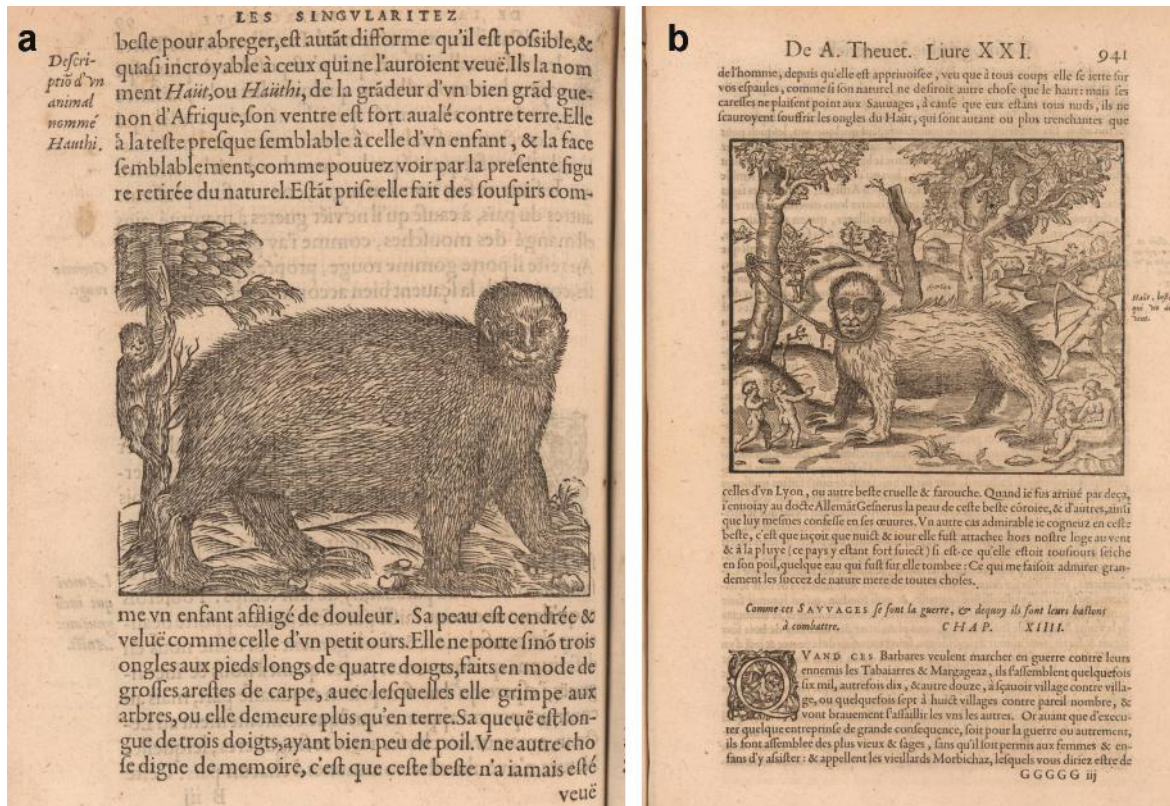 a
LES SINGVLARITEZ
beste pour abreger,est autāt difforme qu'il est possible,&
quasi incroyable à ceux qui ne l'auroient veuë.Ils la nom
ment Haüt,ou Haüthi, de la grādeur d'vn bien grād gue-
non d'Afrique,son ventre est fort aualé contre terre.Elle
à la teste presque semblable à celle d'vn enfant, & la face
semblablement,comme pouuez voir par la presente figu
re retirée du naturel.Estāt prise elle fait des souspirs com-
Descri-
ptiō d'vn
animal
nommé
Hauthi.
me vn enfant affligé de douleur. Sa peau est cendrée &
veluë comme celle d'vn petit ours.Elle ne porte sinō trois
ongles aux pieds longs de quatre doigts,faits en mode de
grosses arestes de carpe, auec lesquelles elle grimpe aux
arbres,ou elle demeure plus qu'en terre.Sa queuë est lon-
gue de trois doigts,ayant bien peu de poil.Vne autre cho
se digne de memoire, c'est que ceste beste n'a iamais esté
veuë
b
De A. Theuet. Liure XXI. 941
de l'homme, depuis qu'elle est appriuoisee, veu que à tous coups elle se iette sur
vos espaules, comme si son naturel ne desiroit autre chose que le haut: mais ses
caresses ne plaisent point aux Sauuages, à cause que eux estans tous nuds, ils ne
scauroyent souffrir les ongles du Haüt, qui sont autant ou plus trenchantes que
Haüt, beste
qui vit de
vent.
celles d'vn Lyon, ou autre beste cruelle & farouche. Quand ie fus arriué par deça,
i'enuoiay au docte Allemāt Gesnerus la peau de ceste beste côroiee, & d'autres,ainsi
que luy mesmes confesse en ses œuures. Vn autre cas admirable ie cogneuz en ceste
beste, c'est que iaçoit que nuict & iour elle fust attachee hors nostre loge au vent
& à la pluye (ce pays y estant fort suiect) si est-ce qu'elle estoit tousiours seiche
en son poil,quelque eau qui fust sur elle tombee: Ce qui me faisoit admirer gran-
dement les succez de nature mere de toutes choses.
Comme ces SAVVAGES se font la guerre, & dequoy ils font leurs bastons
à combattre. CHAP. XIIII.
QVAND CES Barbares veulent marcher en guerre contre leurs
ennemis les Tabaiarres & Margageaz, ils s'assemblent quelquefois
six mil, autrefois dix, & autre douze, à sçauoir village contre villa-
ge, ou quelquefois sept à huict villages contre pareil nombre, &
vont brauement s'assaillir les vns les autres. Or auant que d'execu-
ter quelque entreprinse de grande consequence, soit pour la guerre ou autrement,
ils font assemblee des plus vieux & sages, sans qu'il soit permis aux femmes & en-
fans d'y assister: & appellent les vieillards Morbichaz, lesquels vous diriez estre de
GGGGG iij